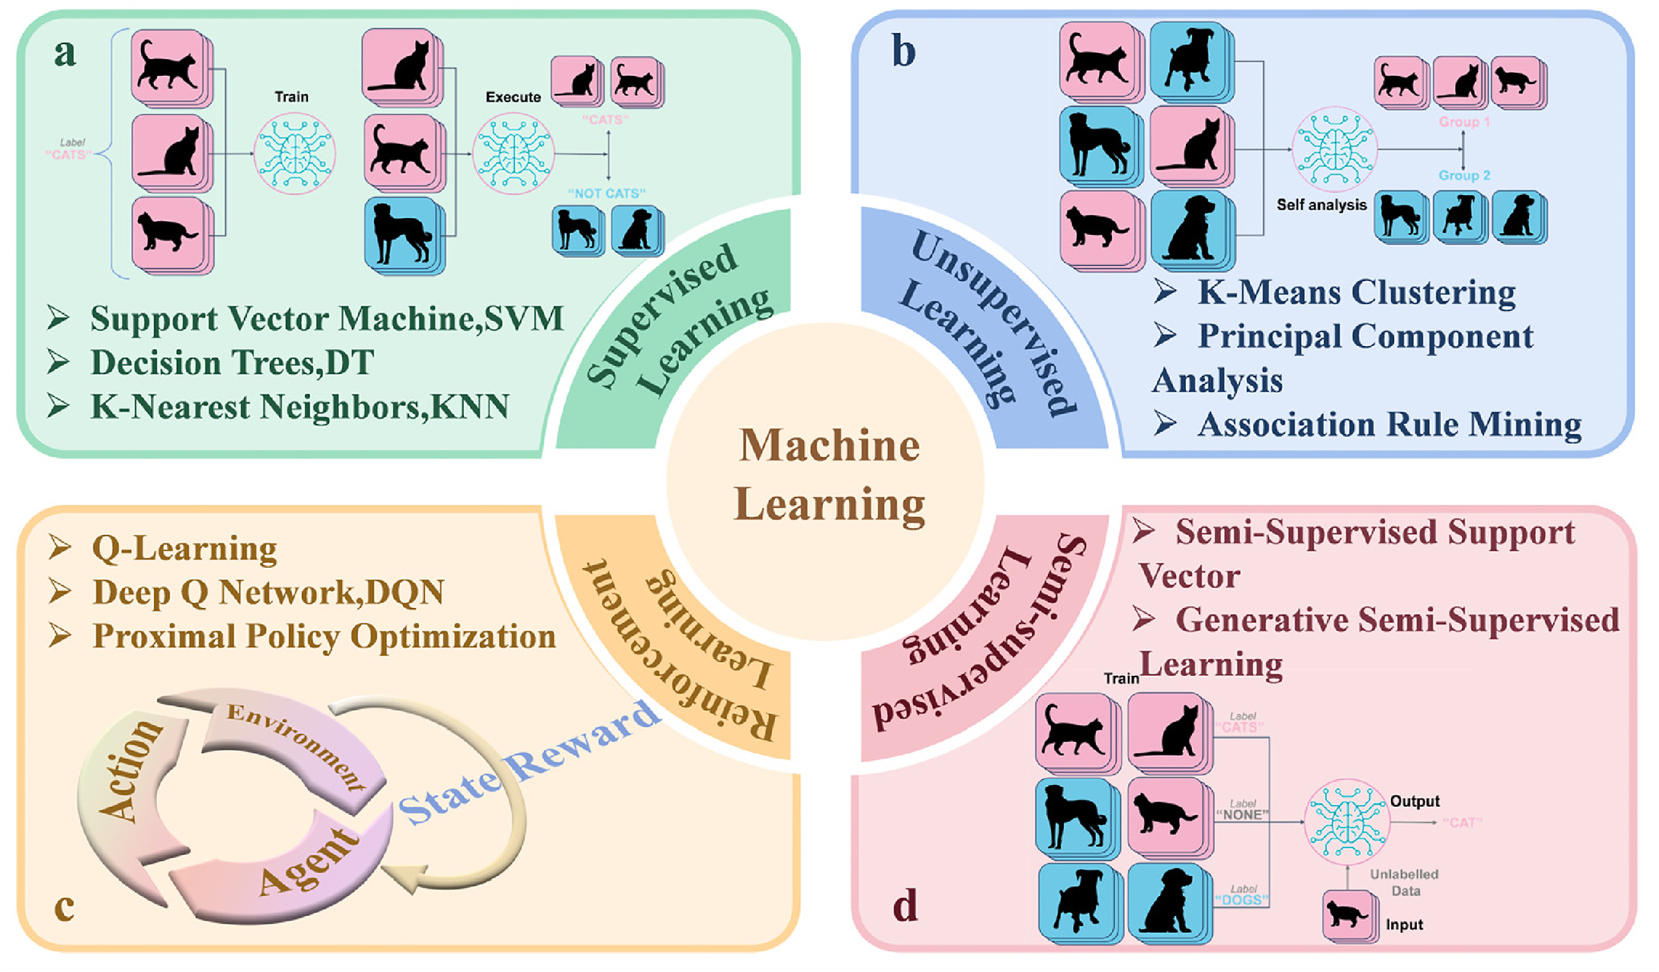 a
Label
"CATS"
Train
Execute
"CATS"
"NOT CATS"
➢ Support Vector Machine,SVM
➢ Decision Trees,DT
➢ K-Nearest Neighbors,KNN
Supervised
Learning
b
Self analysis
Group 1
Group 2
➢ K-Means Clustering
➢ Principal Component
Analysis
➢ Association Rule Mining
Unsupervised
Learning
Machine
Learning
➢ Q-Learning
➢ Deep Q Network,DQN
➢ Proximal Policy Optimization
Reinforcement
Learning
Action
Environment
Agent
State Reward
c
➢ Semi-Supervised Support
Vector
➢ Generative Semi-Supervised
Learning
Semi-supervised
Learning
Train
Label
"CATS"
Label
"NONE"
Label
"DOGS"
Output
"CAT"
Unlabelled
Data
Input
d